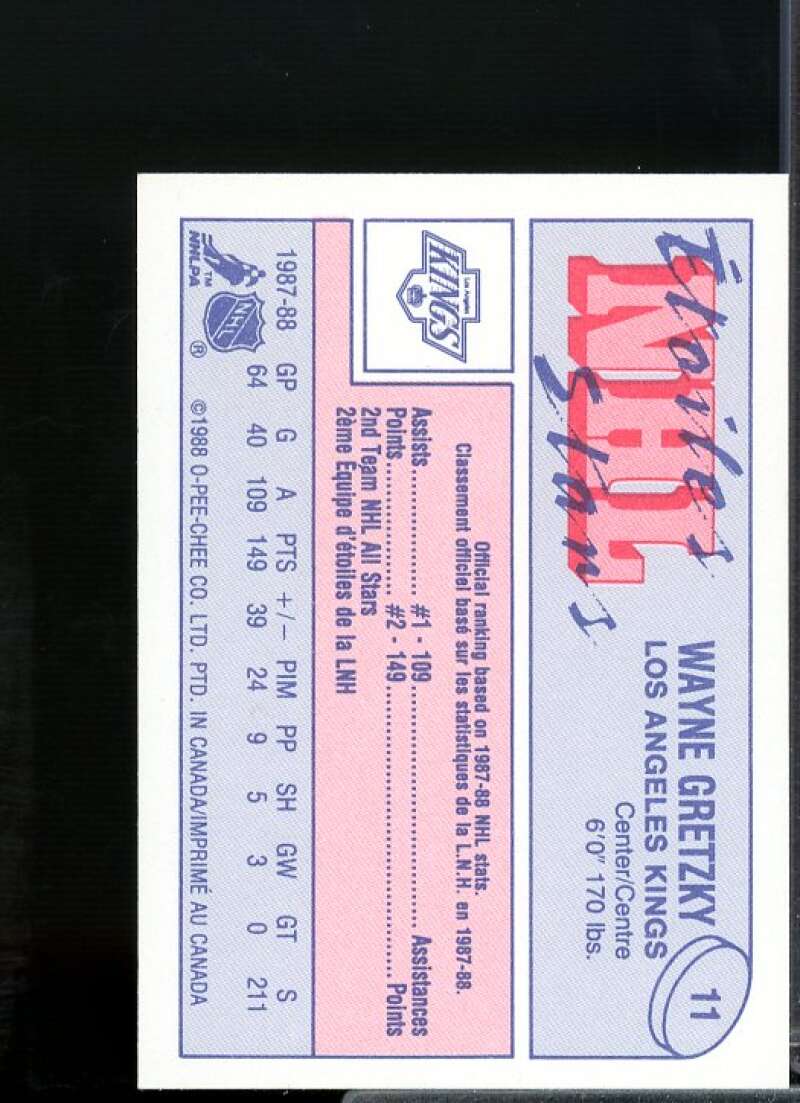 Étoiles
NHL
Stars
WAYNE GRETZKY
LOS ANGELES KINGS
Center/Centre
6'0" 170 lbs.
11
Los Angeles
KINGS
Official ranking based on 1987-88 NHL stats.
Classement officiel basé sur les statistiques de la L.N.H. en 1987-88.
Assists.................. #1 - 109.................................. Assistances
Points.................... #2 - 149........................................ Points
2nd Team NHL All Stars
2ème Équipe d'étoiles de la LNH
1987-88 GP G A PTS +/– PIM PP SH GW GT S
64 40 109 149 39 24 9 5 3 0 211
™
NHLPA
NHL
®
©1988 O-PEE-CHEE CO. LTD. PTD. IN CANADA/IMPRIMÉ AU CANADA